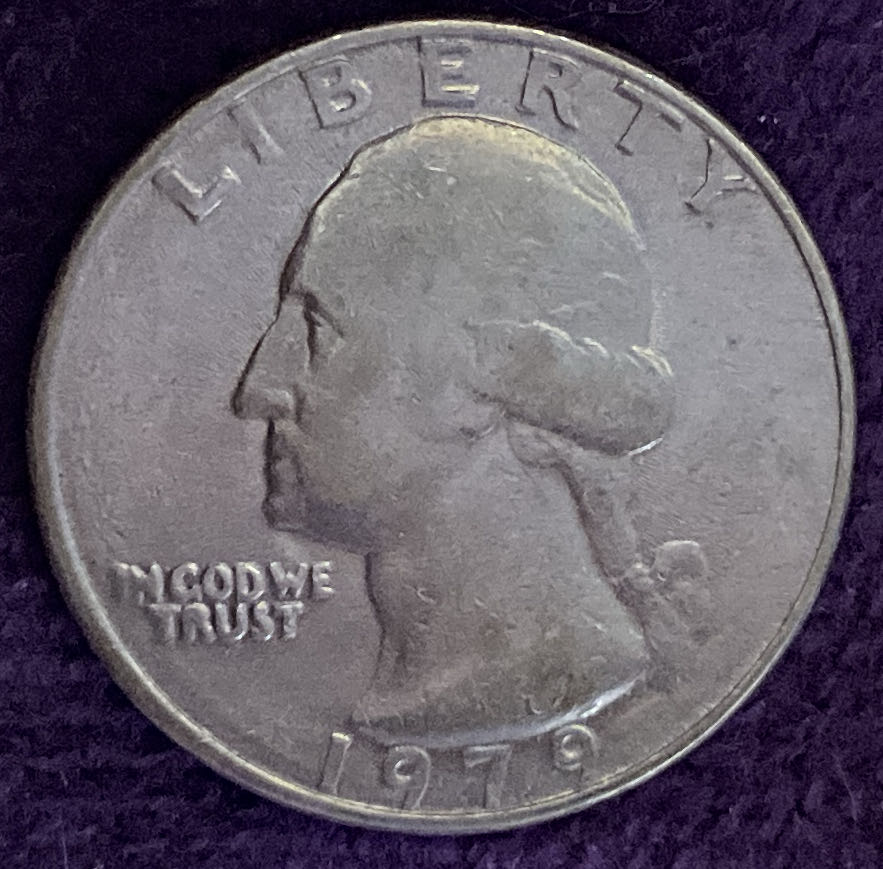 LIBERTY
IN GOD WE
TRUST
1979